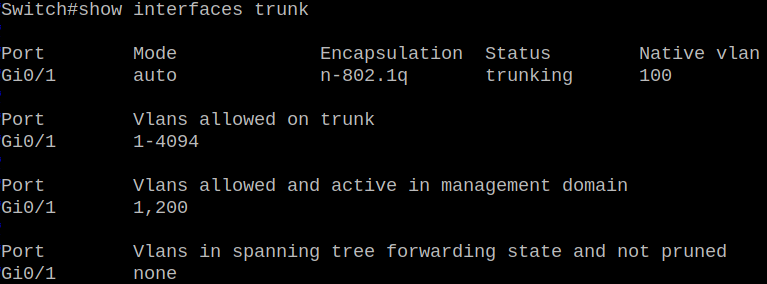 Switch#show interfaces trunk
Port Mode Encapsulation Status Native vlan
Gi0/1 auto n-802.1q trunking 100
Port Vlans allowed on trunk
Gi0/1 1-4094
Port Vlans allowed and active in management domain
Gi0/1 1,200
Port Vlans in spanning tree forwarding state and not pruned
Gi0/1 none